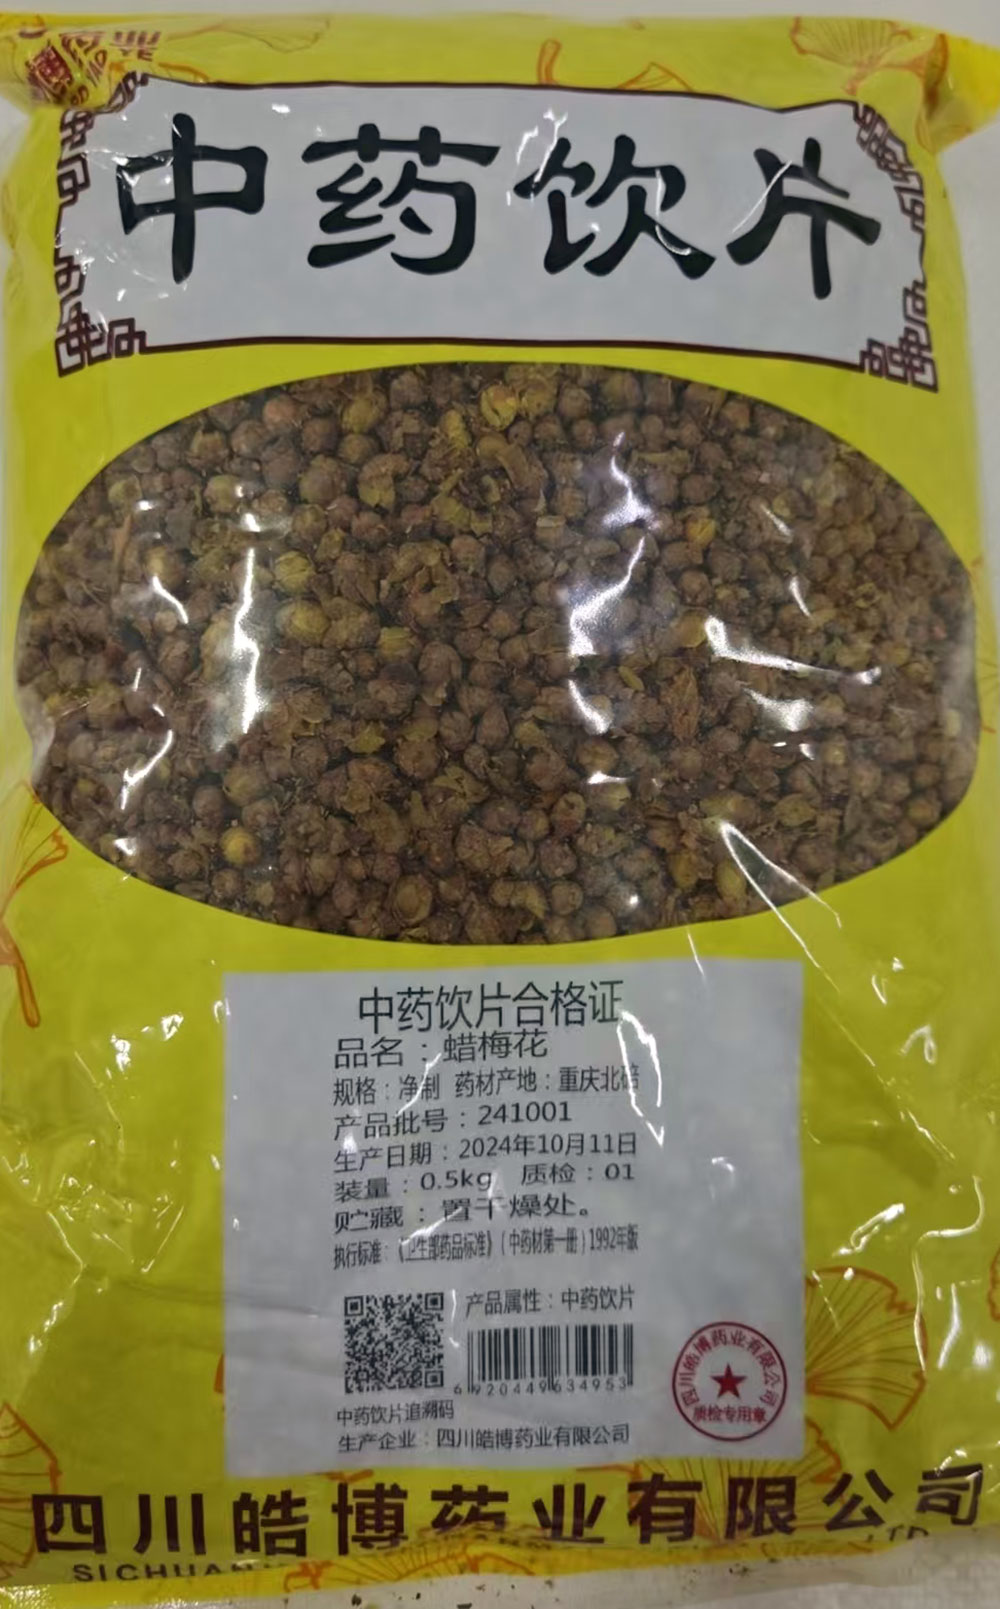 中药饮片
中药饮片合格证
品名：蜡梅花
规格：净制 药材产地：重庆北碚
产品批号：241001
生产日期：2024年10月11日
装量：0.5kg 质检：01
贮藏：置干燥处。
执行标准：《卫生部药品标准》(中药材第一册)1992年版
产品属性：中药饮片
6920449634953
中药饮片追溯码
生产企业：四川皓博药业有限公司
四川皓博药业有限公司
质检专用章
四川皓博药业有限公司
SICHUAN
LTD